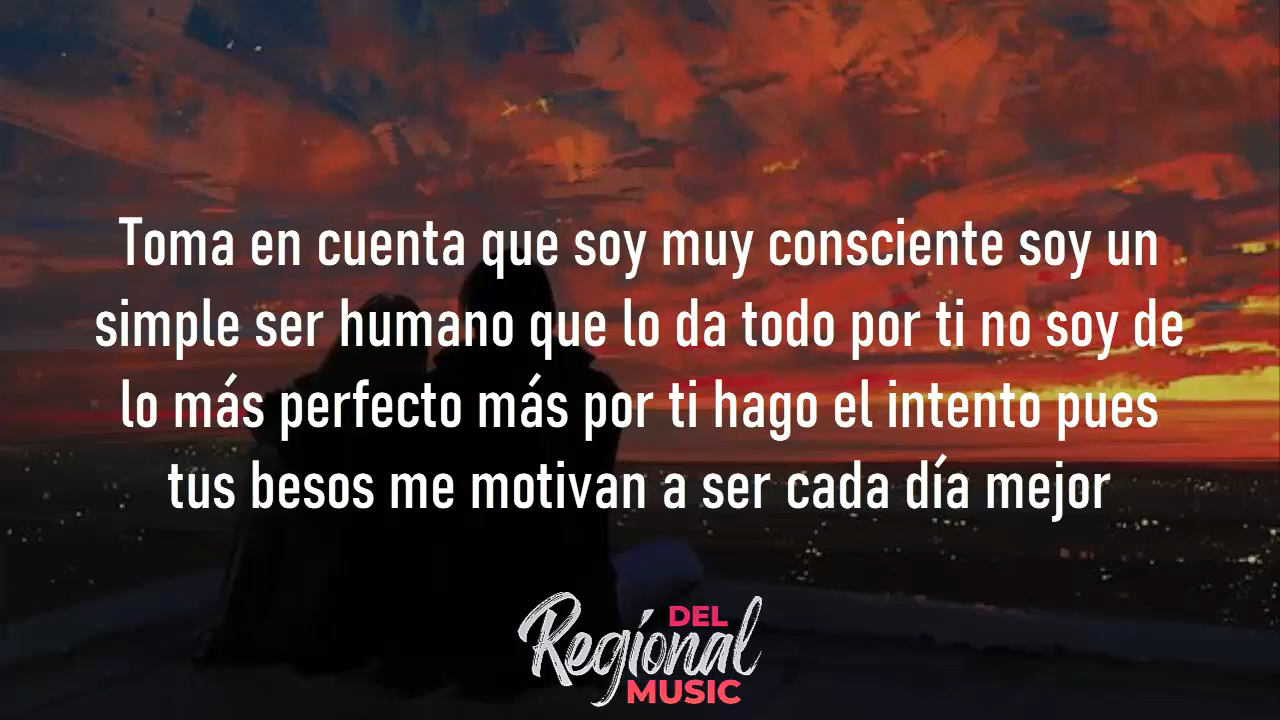 Toma en cuenta que soy muy consciente soy un
simple ser humano que lo da todo por ti no soy de
lo más perfecto más por ti hago el intento pues
tus besos me motivan a ser cada día mejor
DEL
Regional
MUSIC